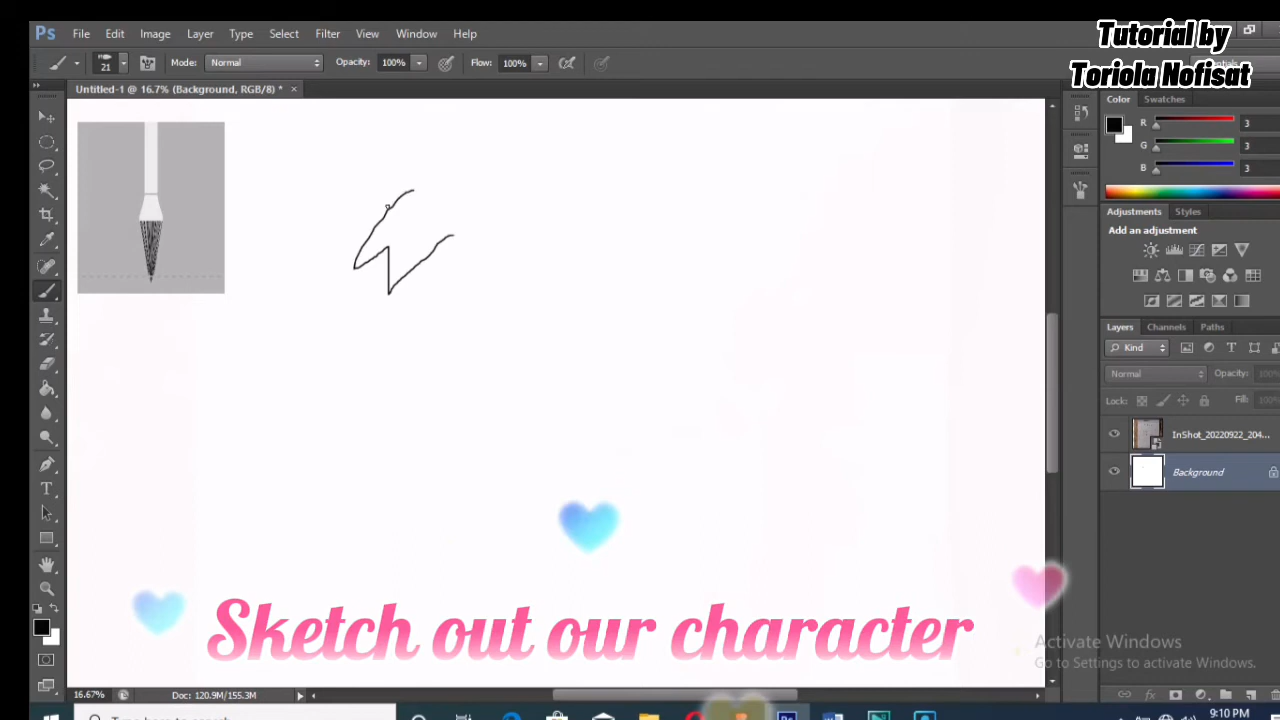 Tutorial by
Toriola Nofisat
Ps File Edit Image Layer Type Select Filter View Window Help
21 Mode: Normal Opacity: 100% Flow: 100%
Untitled-1 @ 16.7% (Background, RGB/8) * ×
Color Swatches
R 3
G 3
B 3
Adjustments Styles
Add an adjustment
Layers Channels Paths
Kind
Normal Opacity: 100%
Lock: Fill: 100%
InShot_20220922_204...
Background
Sketch out our character
Activate Windows
Go to Settings to activate Windows.
16.67% Doc: 120.9M/155.3M
9:10 PM